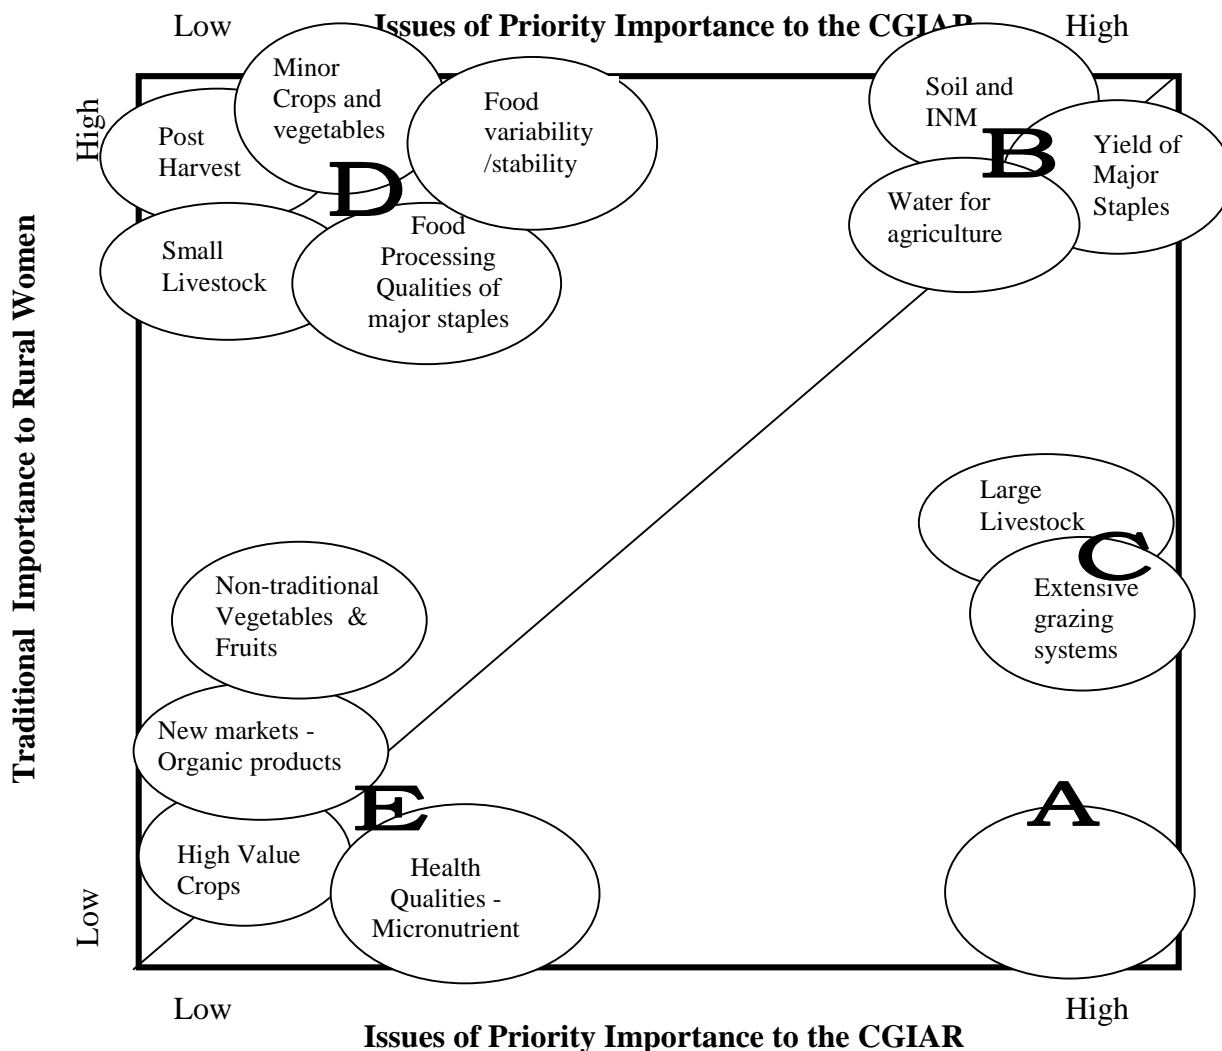 Low
Issues of Priority Importance to the CGIAR
High
High
Traditional Importance to Rural Women
Low
Minor
Crops and
vegetables
Post
Harvest
Food
variability
/stability
D
Small
Livestock
Food
Processing
Qualities of
major staples
Soil and
INM
B
Yield of
Major
Staples
Water for
agriculture
Large
Livestock
C
Extensive
grazing
systems
Non-traditional
Vegetables &
Fruits
New markets -
Organic products
E
High Value
Crops
Health
Qualities -
Micronutrient
A
Low
High
Issues of Priority Importance to the CGIAR